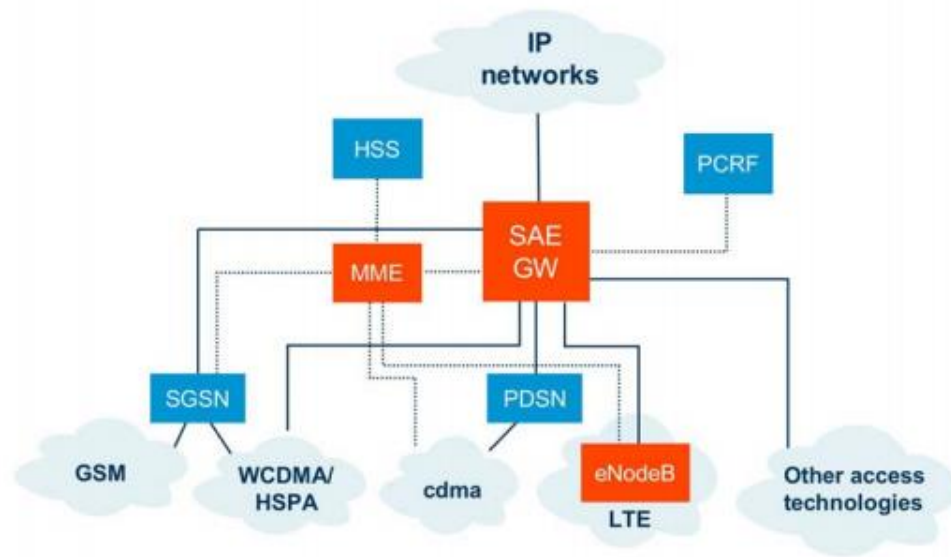 IP
networks
HSS
PCRF
SAE
GW
MME
SGSN
PDSN
GSM
WCDMA/
HSPA
cdma
eNodeB
LTE
Other access
technologies